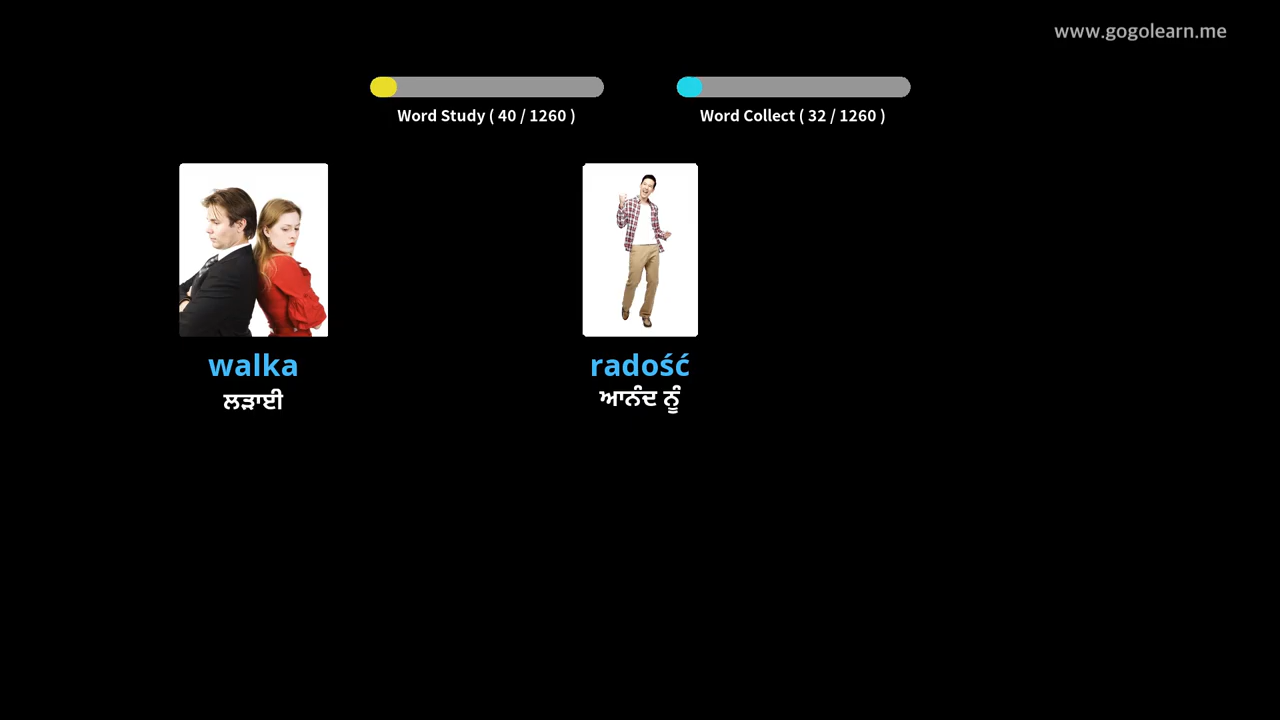 www.gogolearn.me
Word Study ( 40 / 1260 )
Word Collect ( 32 / 1260 )
walka
ਲੜਾਈ
radość
ਆਨੰਦ ਨੂੰ